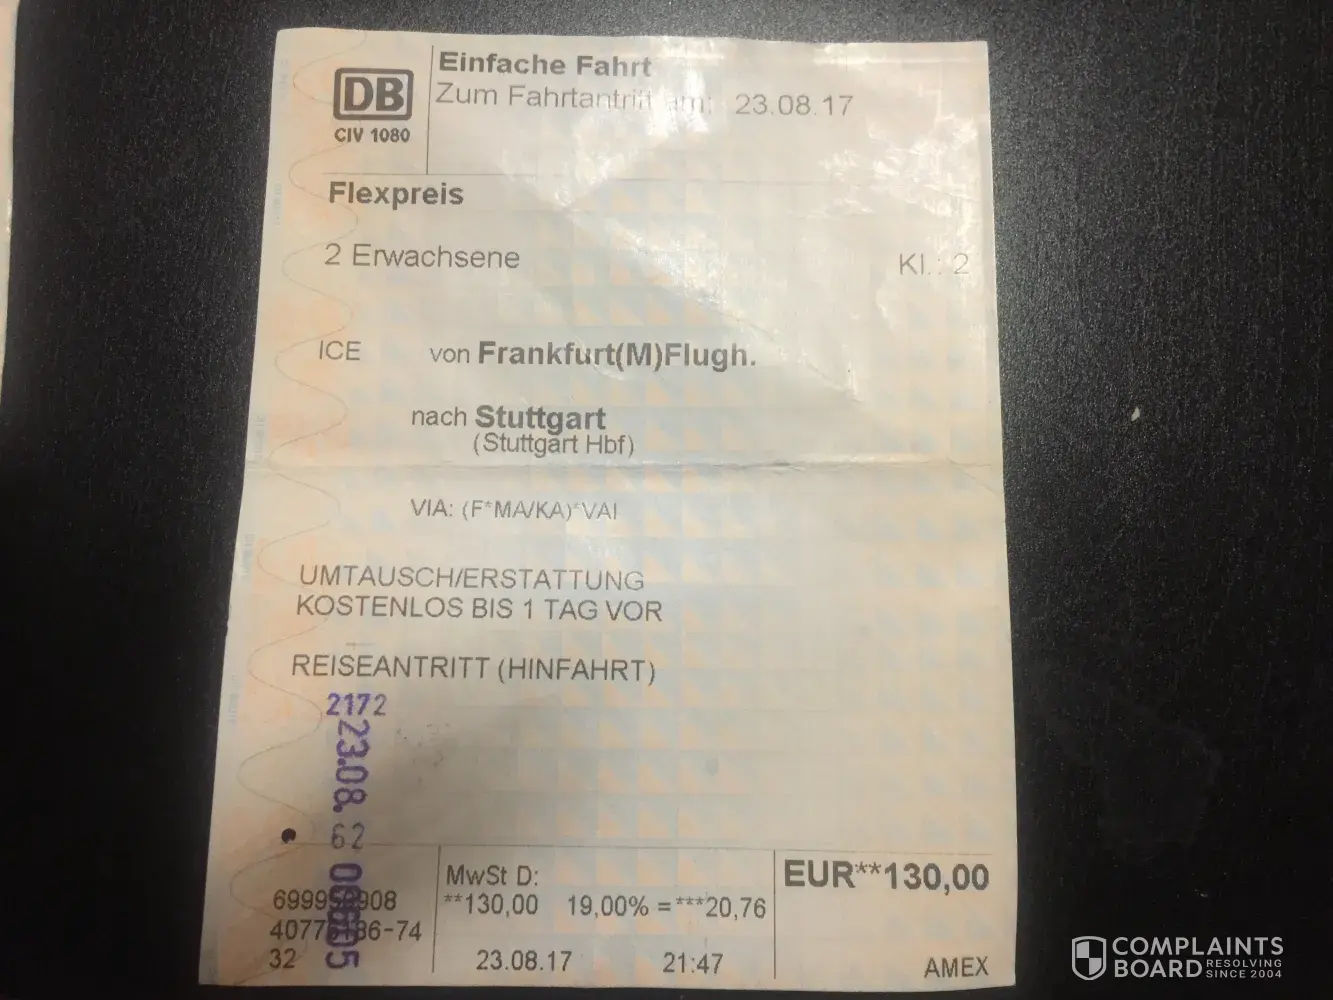 DB
CIV 1080
Einfache Fahrt
Zum Fahrtantritt am: 23.08.17
Flexpreis
2 Erwachsene Kl.: 2
ICE von Frankfurt(M)Flugh.
nach Stuttgart
(Stuttgart Hbf)
VIA: (F*MA/KA)*VAI
UMTAUSCH/ERSTATTUNG
KOSTENLOS BIS 1 TAG VOR
REISEANTRITT (HINFAHRT)
2172
23.08.
62
MwSt D:
EUR**130,00
**130,00 19,00% = ***20,76
32
23.08.17 21:47
AMEX
COMPLAINTS
BOARD RESOLVING
SINCE 2004